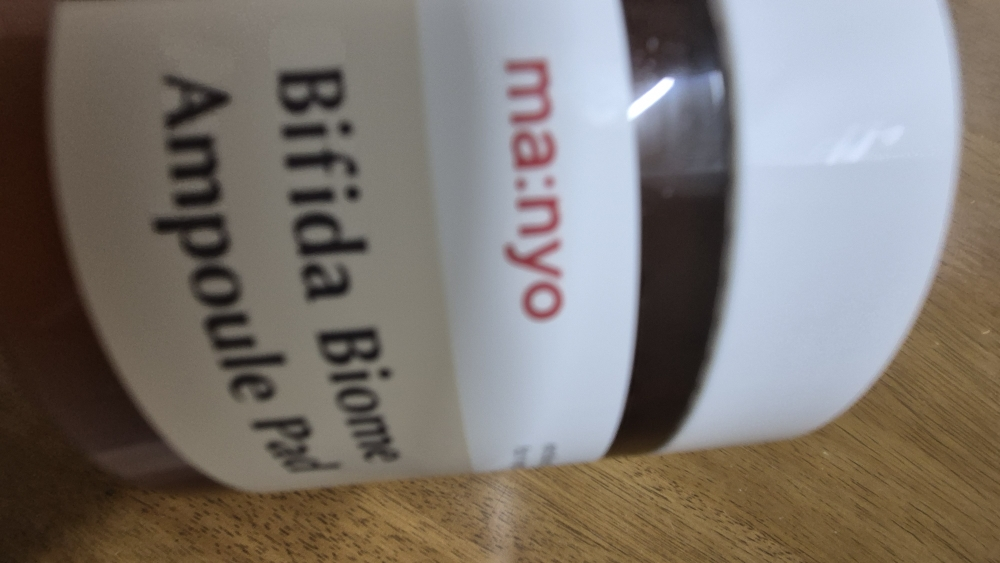 ma:nyo
Bifida Biome
Ampoule Pad